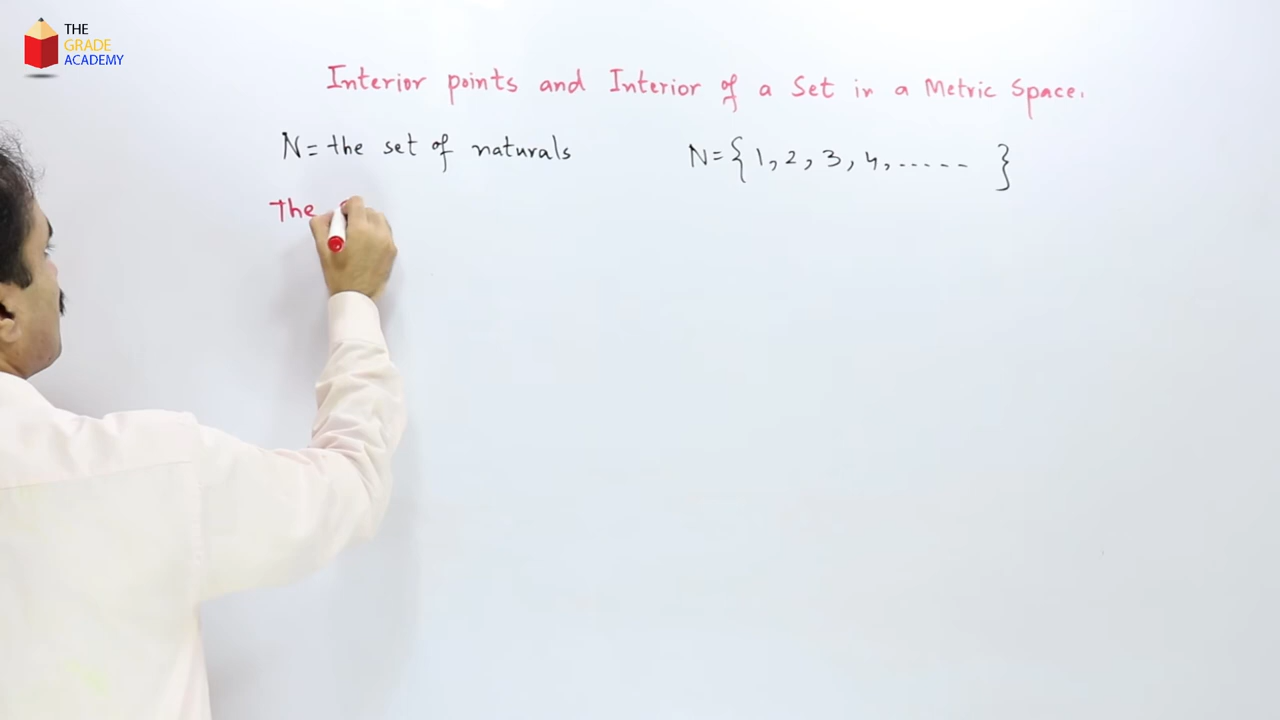 THE
GRADE
ACADEMY
Interior points and Interior of a Set in a Metric Space.
N = the set of naturals N = { 1, 2, 3, 4, ..... }
The